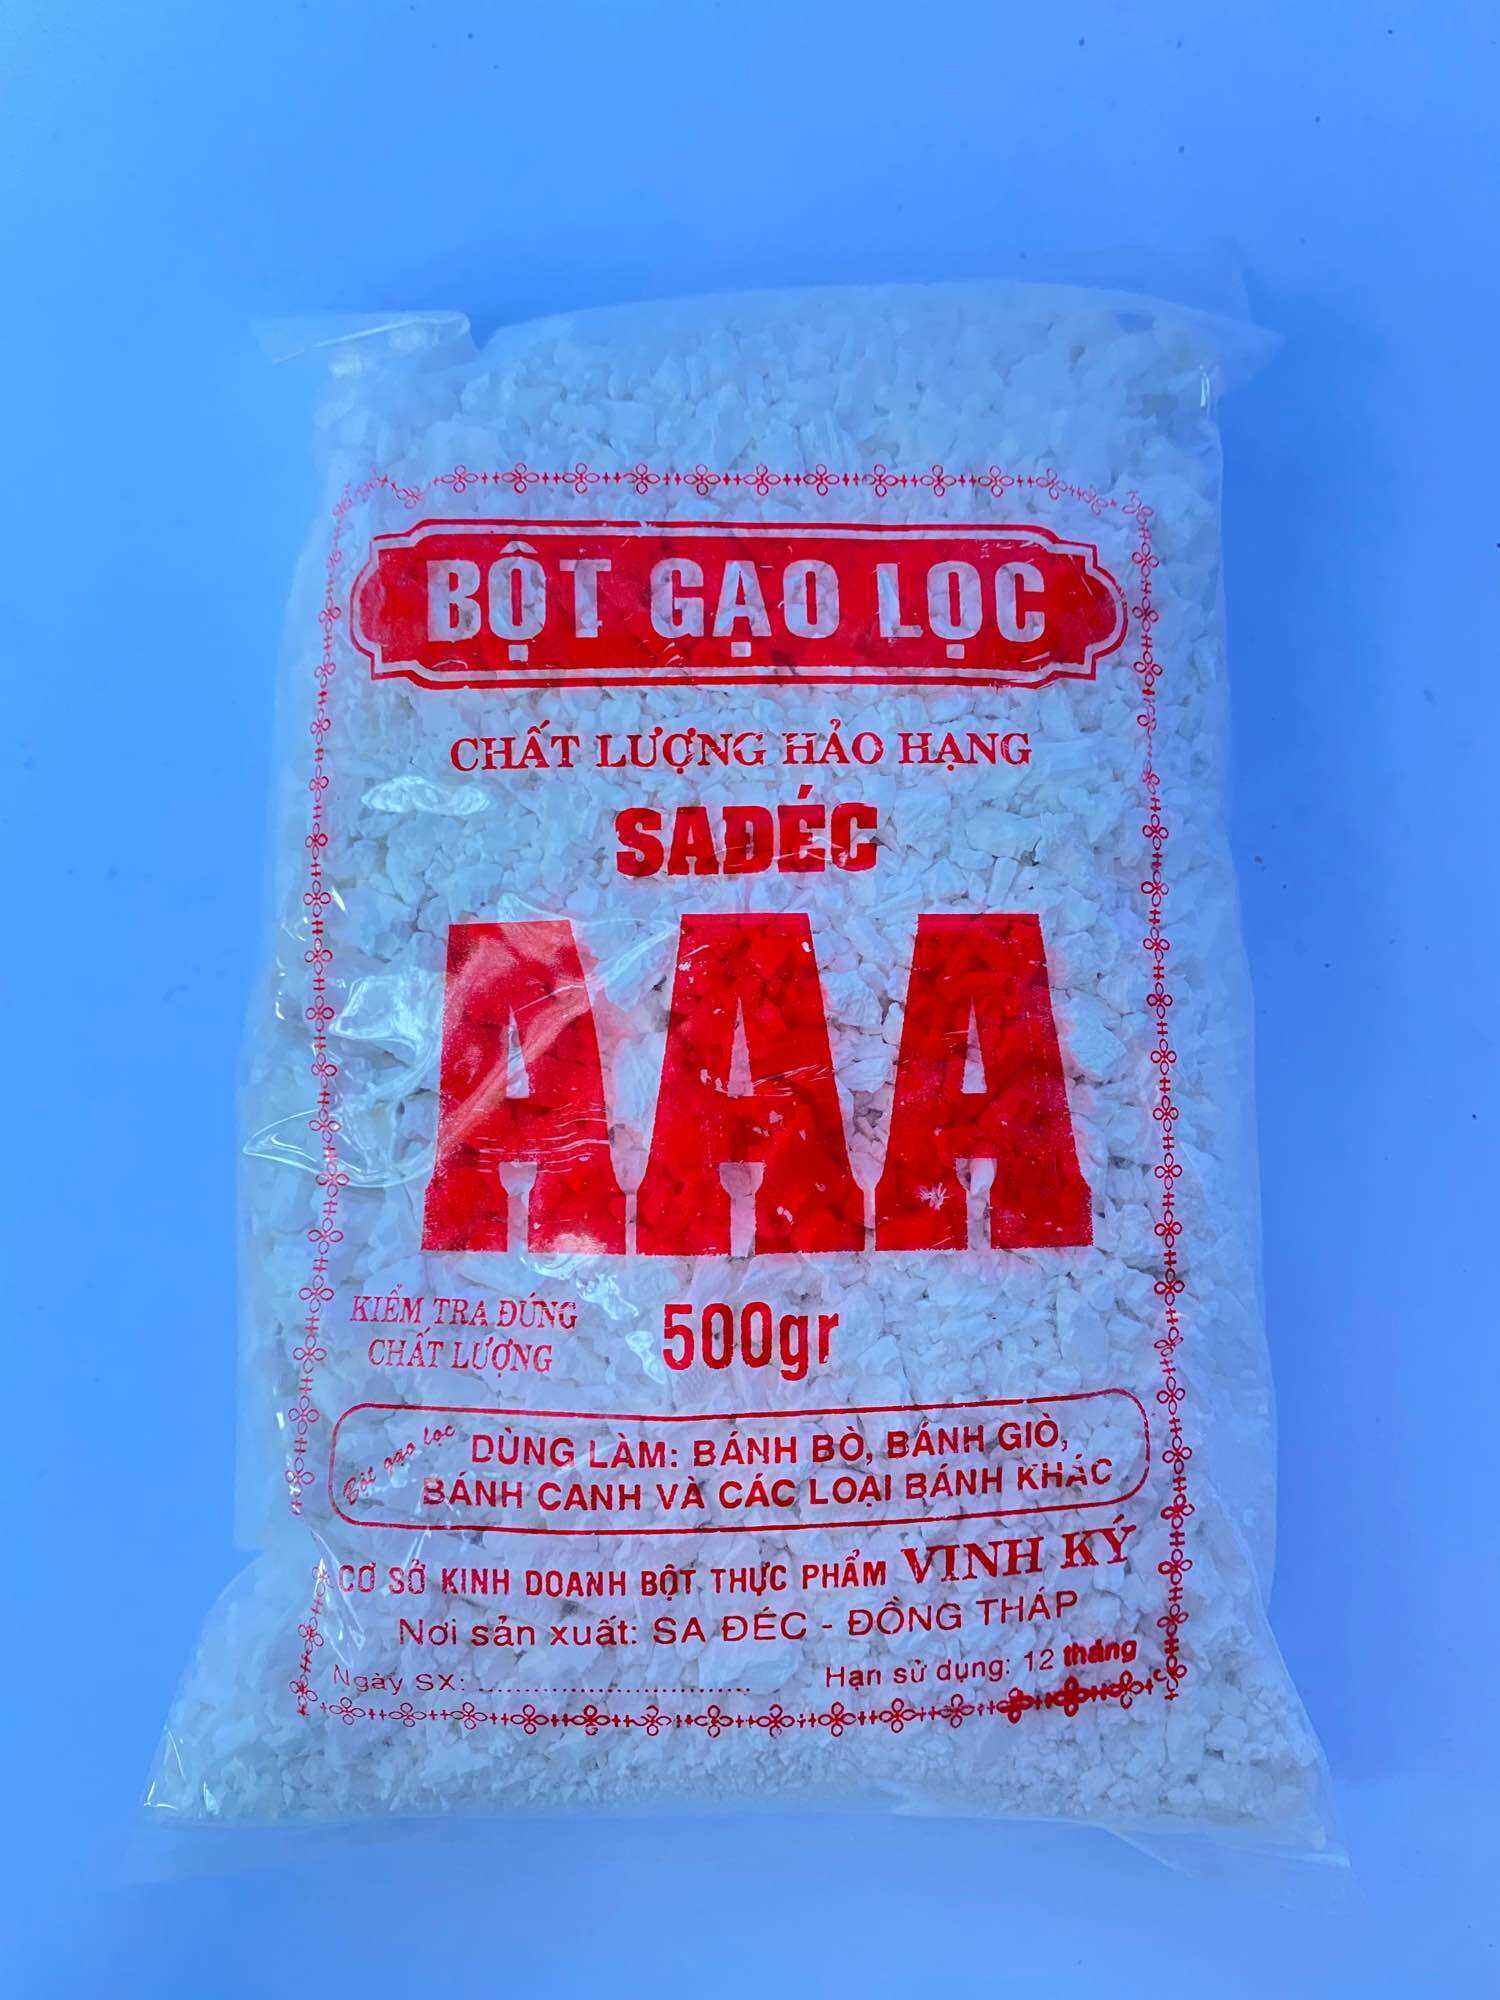 BỘT GẠO LỌC
CHẤT LƯỢNG HẢO HẠNG
SAĐÉC
AAA
KIỂM TRA ĐÚNG
CHẤT LƯỢNG
500gr
Bột gạo lọc
DÙNG LÀM: BÁNH BÒ, BÁNH GIÒ,
BÁNH CANH VÀ CÁC LOẠI BÁNH KHÁC
CƠ SỞ KINH DOANH BỘT THỰC PHẨM VINH KÝ
Nơi sản xuất: SA ĐÉC - ĐỒNG THÁP
Ngày SX: ............................ Hạn sử dụng: 12 tháng